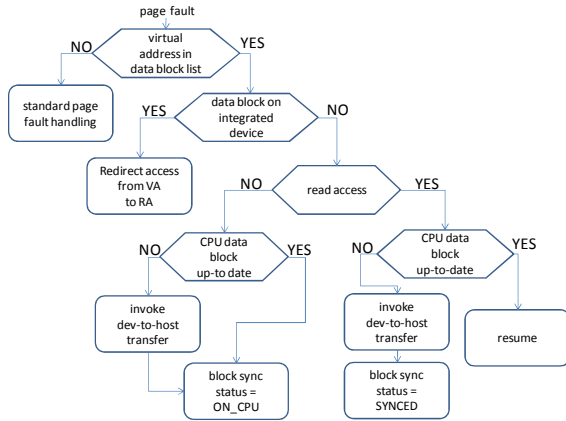 page fault
virtual
address in
data block list
NO
YES
standard page
fault handling
data block on
integrated
device
YES
NO
Redirect access
from VA
to RA
read access
NO
YES
CPU data
block
up-to date
NO
YES
CPU data
block
up-to-date
NO
YES
invoke
dev-to-host
transfer
invoke
dev-to-host
transfer
resume
block sync
status =
ON_CPU
block sync
status =
SYNCED